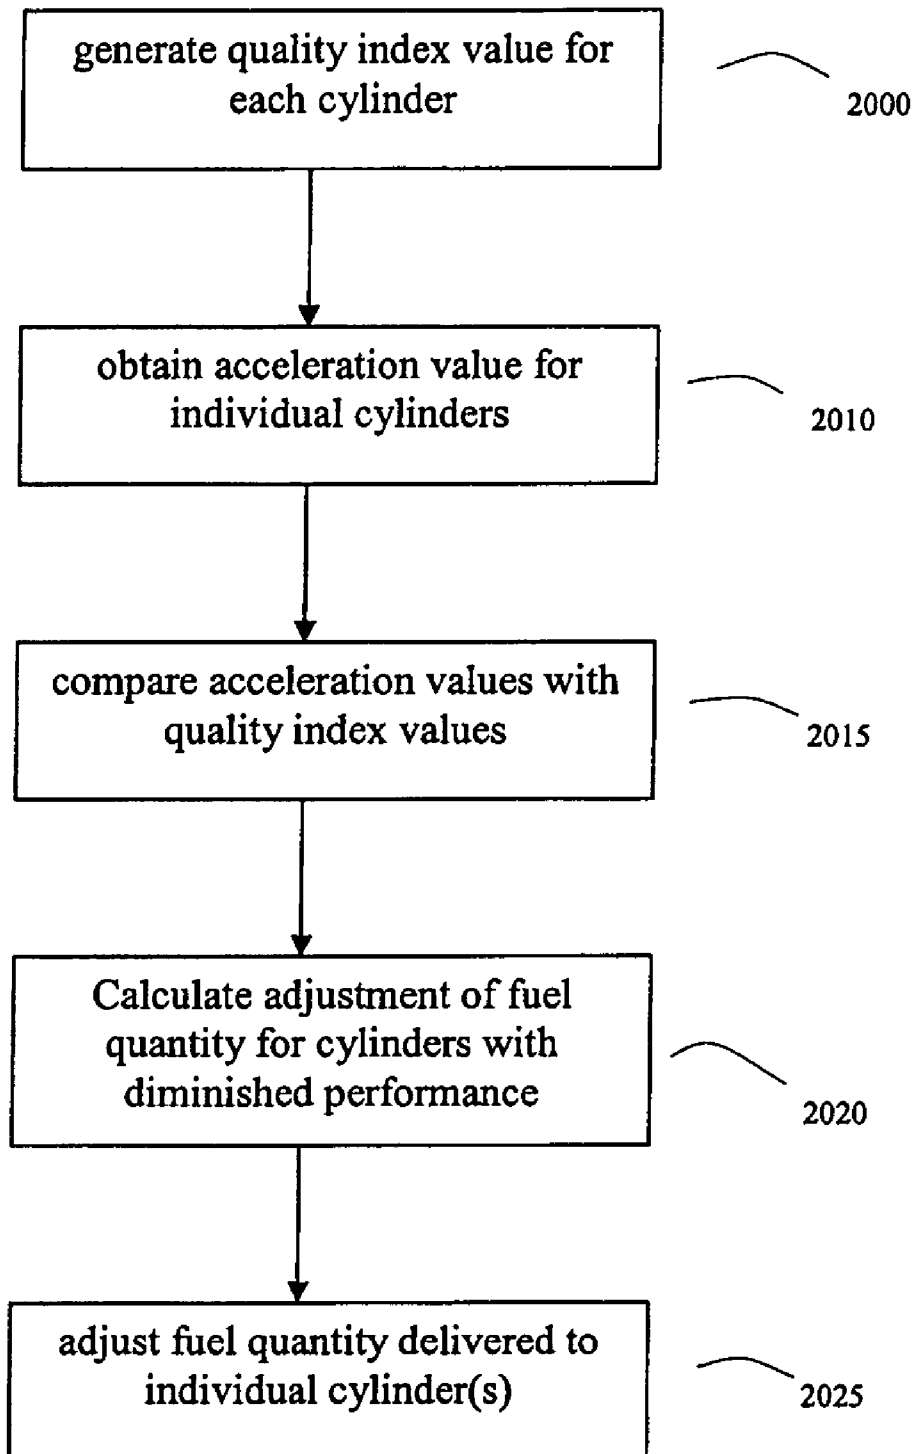 generate quality index value for
each cylinder
2000
obtain acceleration value for
individual cylinders
2010
compare acceleration values with
quality index values
2015
Calculate adjustment of fuel
quantity for cylinders with
diminished performance
2020
adjust fuel quantity delivered to
individual cylinder(s)
2025